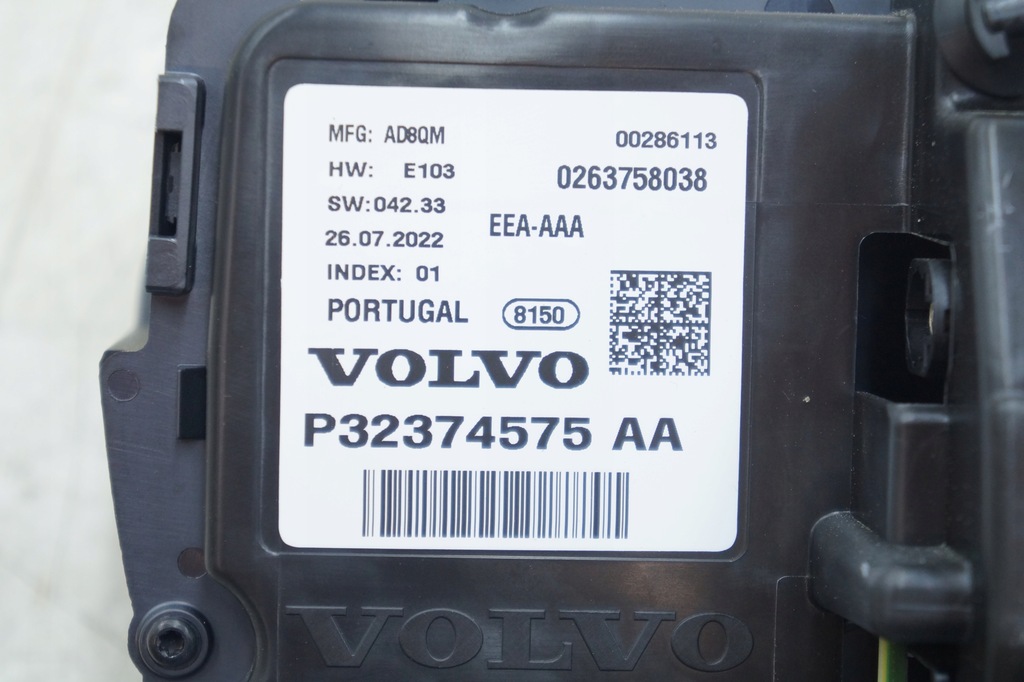 MFG: AD8QM
00286113
HW: E103
0263758038
SW:042.33
EEA-AAA
26.07.2022
INDEX: 01
PORTUGAL
8150
VOLVO
P32374575 AA
VOLVO